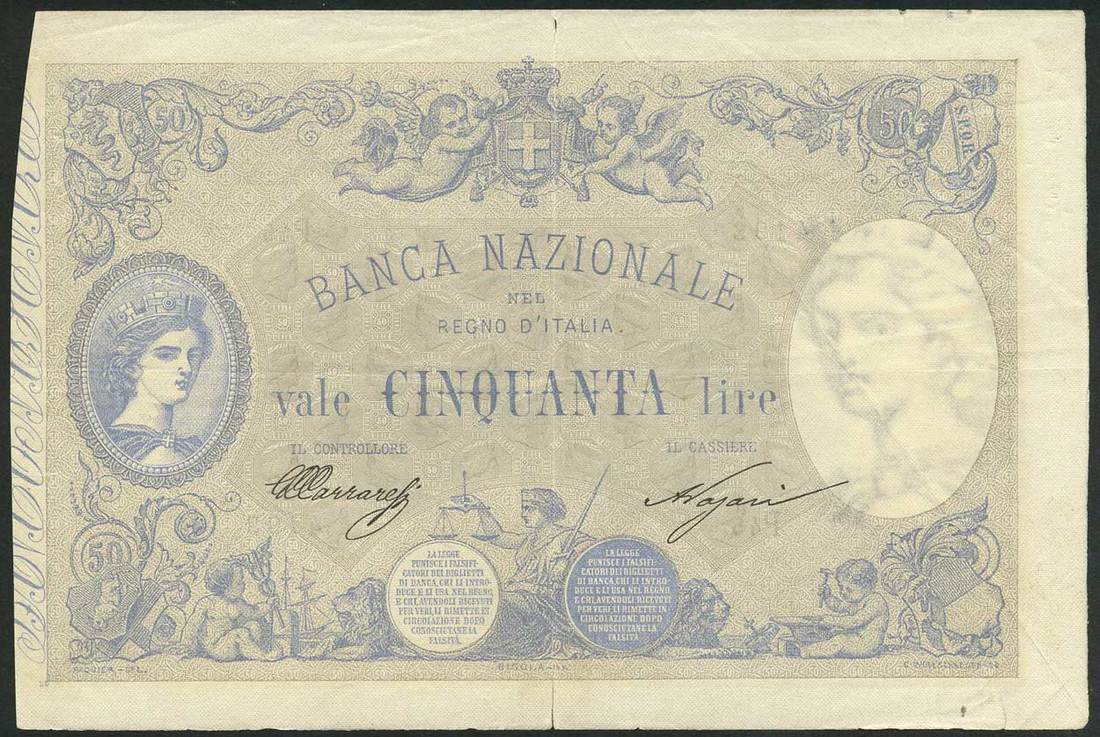 50
50
S.P.Q.R.
BANCA NAZIONALE
NEL
REGNO D'ITALIA.
vale CINQUANTA lire
IL CONTROLLORE
IL CASSIERE
50
LA LEGGE
PUNISCE I FALSIFI-
CATORI DEI BIGLIETTI
DI BANCA, CHI LI INTRO-
DUCE E LI USA NEL REGNO,
E CHI, AVENDOLI RICEVUTI
PER VERI, LI RIMETTE IN
CIRCOLAZIONE DOPO
CONOSCIUTANE LA
FALSITÀ
LA LEGGE
PUNISCE I FALSIFI-
CATORI DEI BIGLIETTI
DI BANCA, CHI LI INTRO-
DUCE E LI USA NEL REGNO,
E CHI, AVENDOLI RICEVUTI
PER VERI, LI RIMETTE IN
CIRCOLAZIONE DOPO
CONOSCIUTANE LA
FALSITÀ